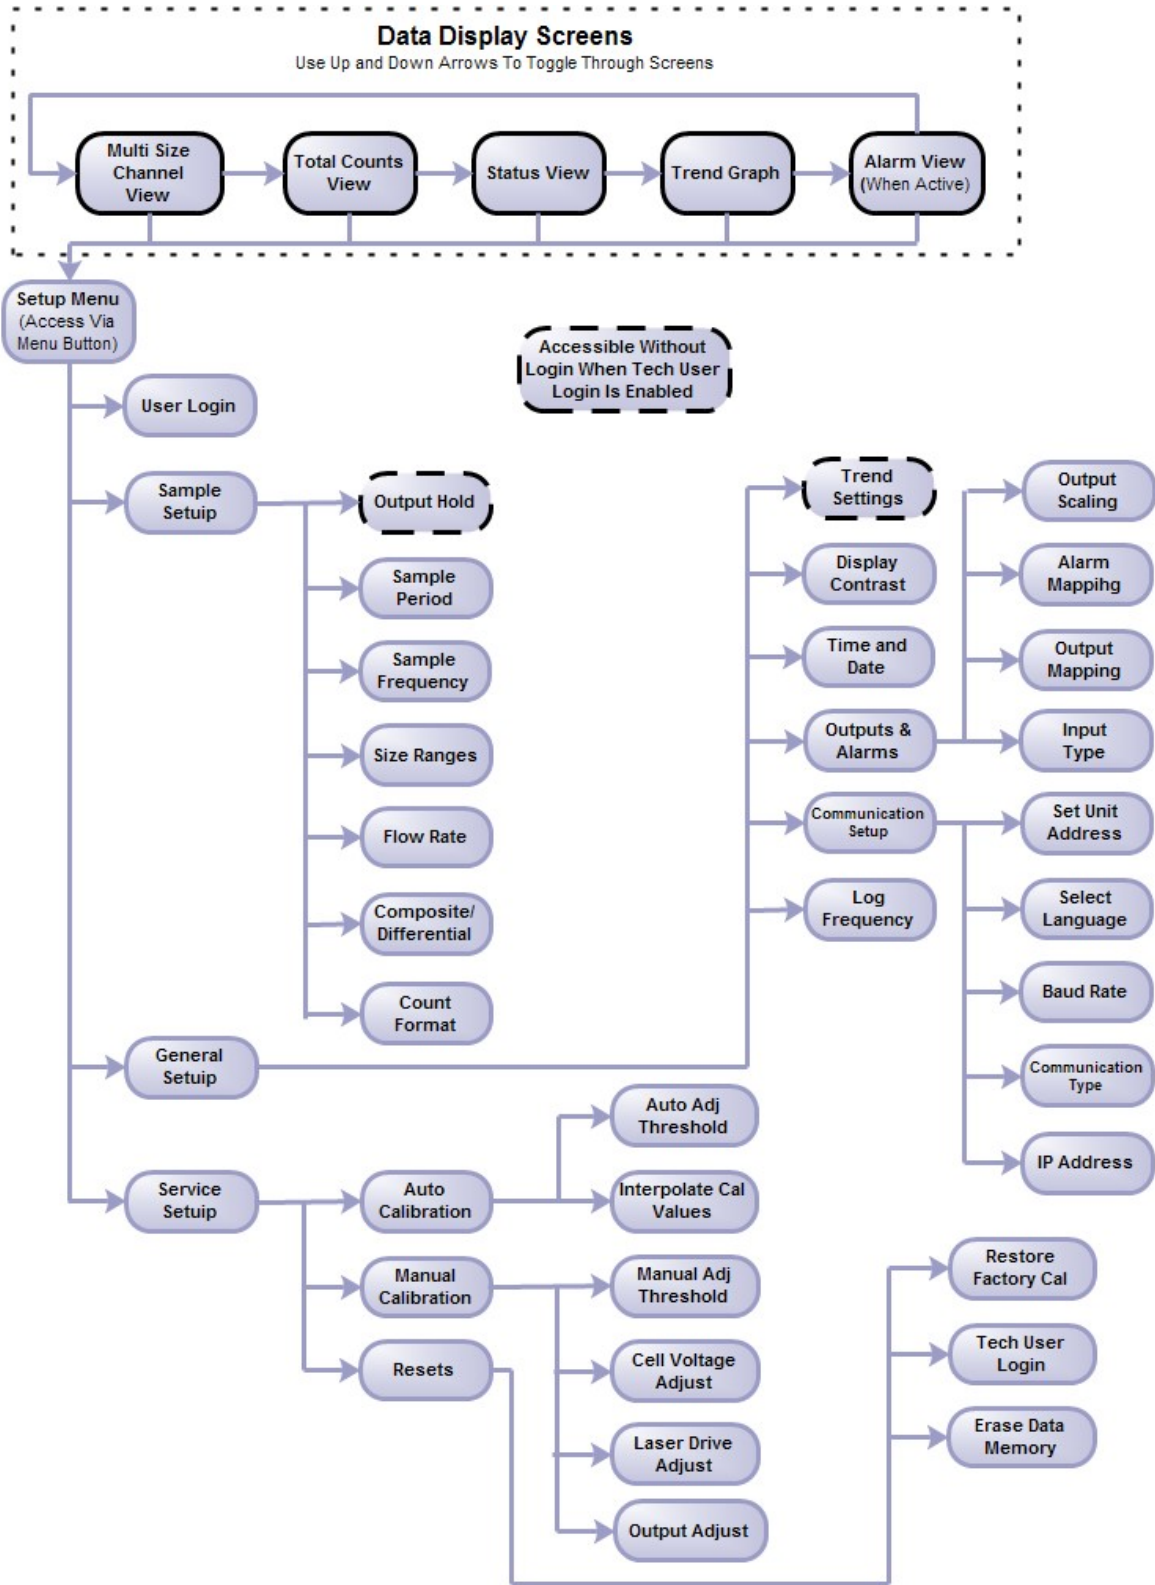 Data Display Screens
Use Up and Down Arrows To Toggle Through Screens
Multi Size
Channel
View
Total Counts
View
Status View
Trend Graph
Alarm View
(When Active)
Setup Menu
(Access Via
Menu Button)
Accessible Without
Login When Tech User
Login Is Enabled
User Login
Sample
Setuip
Output Hold
Sample
Period
Sample
Frequency
Size Ranges
Flow Rate
Composite/
Differential
Count
Format
Trend
Settings
Display
Contrast
Time and
Date
Outputs &
Alarms
Communication
Setup
Log
Frequency
Output
Scaling
Alarm
Mappihg
Output
Mapping
Input
Type
Set Unit
Address
Select
Language
Baud Rate
Communication
Type
IP Address
General
Setuip
Service
Setuip
Auto
Calibration
Auto Adj
Threshold
Interpolate Cal
Values
Manual
Calibration
Manual Adj
Threshold
Cell Voltage
Adjust
Laser Drive
Adjust
Output Adjust
Resets
Restore
Factory Cal
Tech User
Login
Erase Data
Memory